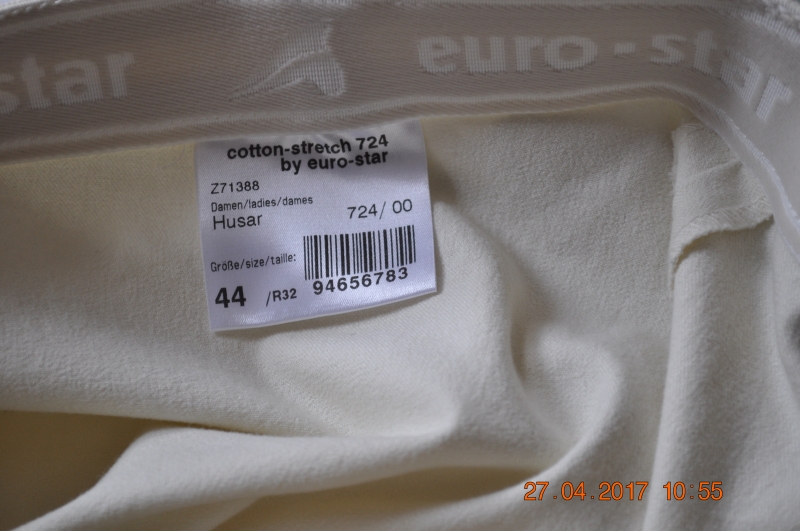 star euro-star
cotton-stretch 724
by euro-star
Z71388
Damen/ladies/dames
Husar 724/ 00
Größe/size/taille:
44 /R32 94656783
27.04.2017 10:55